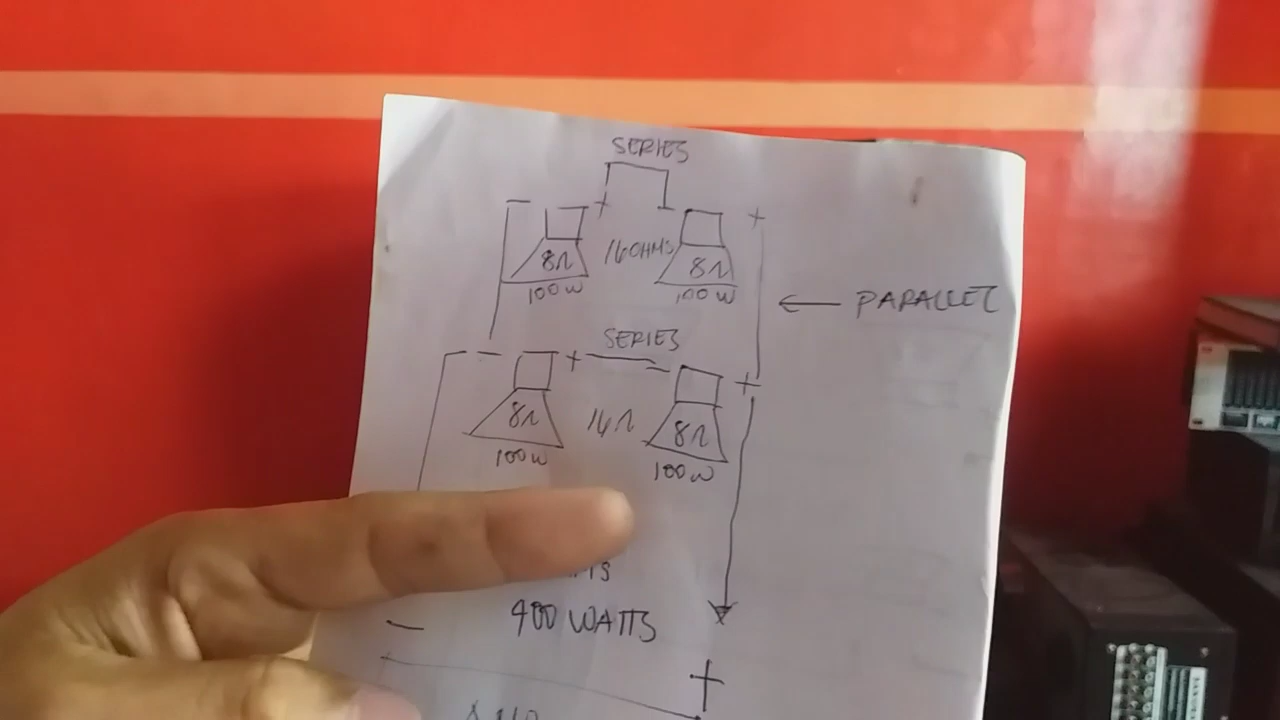 SERIES
- + - +
8Ω 16OHMS 8Ω
100W 100W
← PARALLEL
SERIES
- + - +
8Ω 16Ω 8Ω
100W 100W
400 WATTS
- +